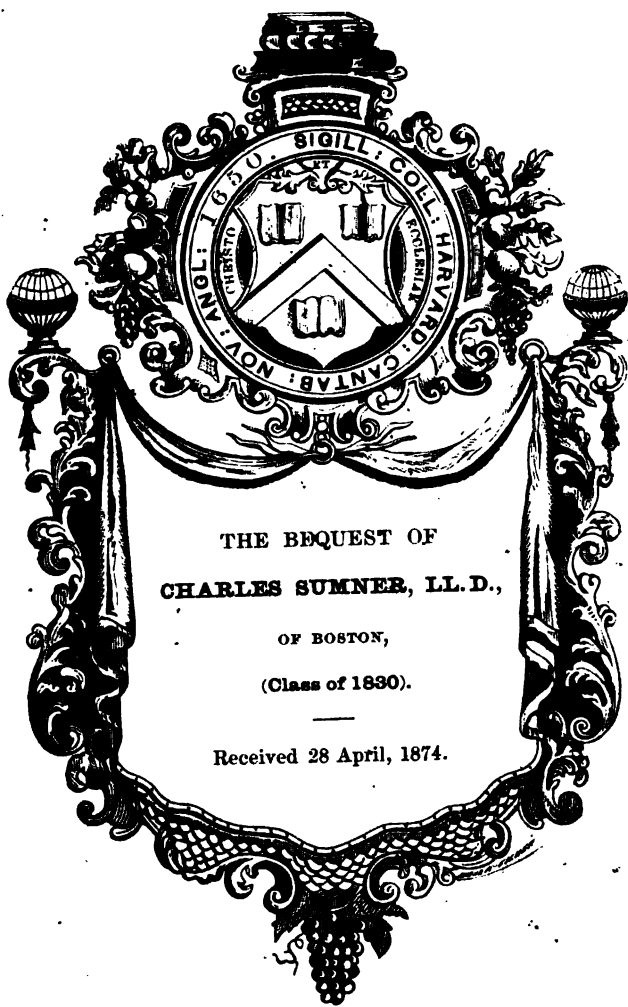 SIGILL : COLL : HARVARD : CANTAB : NOV : ANGL : 1650.
ET
CHRISTO
ECCLESIAE
THE BEQUEST OF
CHARLES SUMNER, LL.D.,
OF BOSTON,
(Class of 1830).
Received 28 April, 1874.